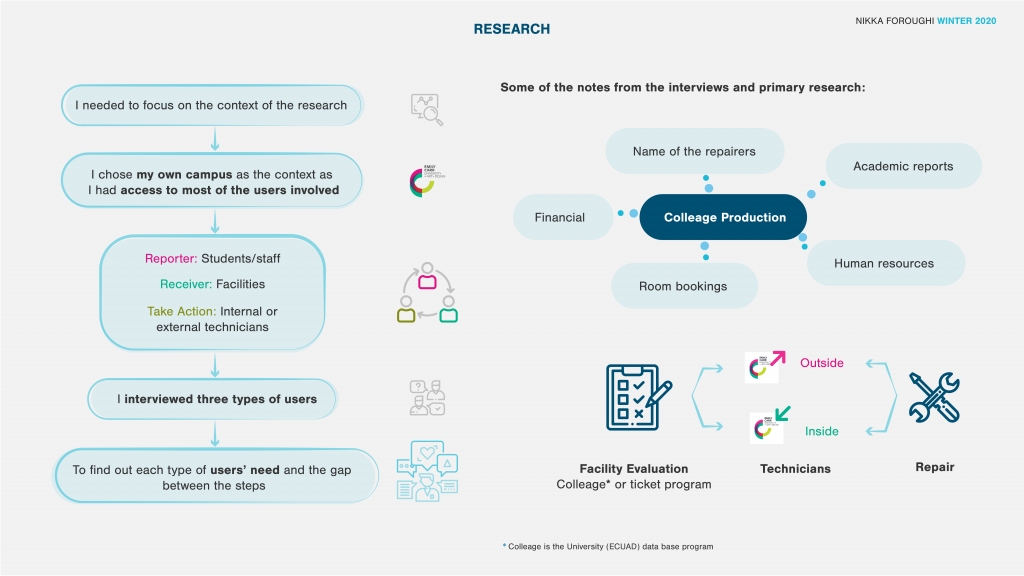 RESEARCH
NIKKA FOROUGHI WINTER 2020
I needed to focus on the context of the research
I chose my own campus as the context as
I had access to most of the users involved
Reporter: Students/staff
Receiver: Facilities
Take Action: Internal or
external technicians
I interviewed three types of users
To find out each type of users’ need and the gap
between the steps
EMILY
CARR
Some of the notes from the interviews and primary research:
Name of the repairers
Academic reports
Financial
Colleage Production
Human resources
Room bookings
Outside
Inside
Facility Evaluation
Colleage* or ticket program
Technicians
Repair
* Colleage is the University (ECUAD) data base program